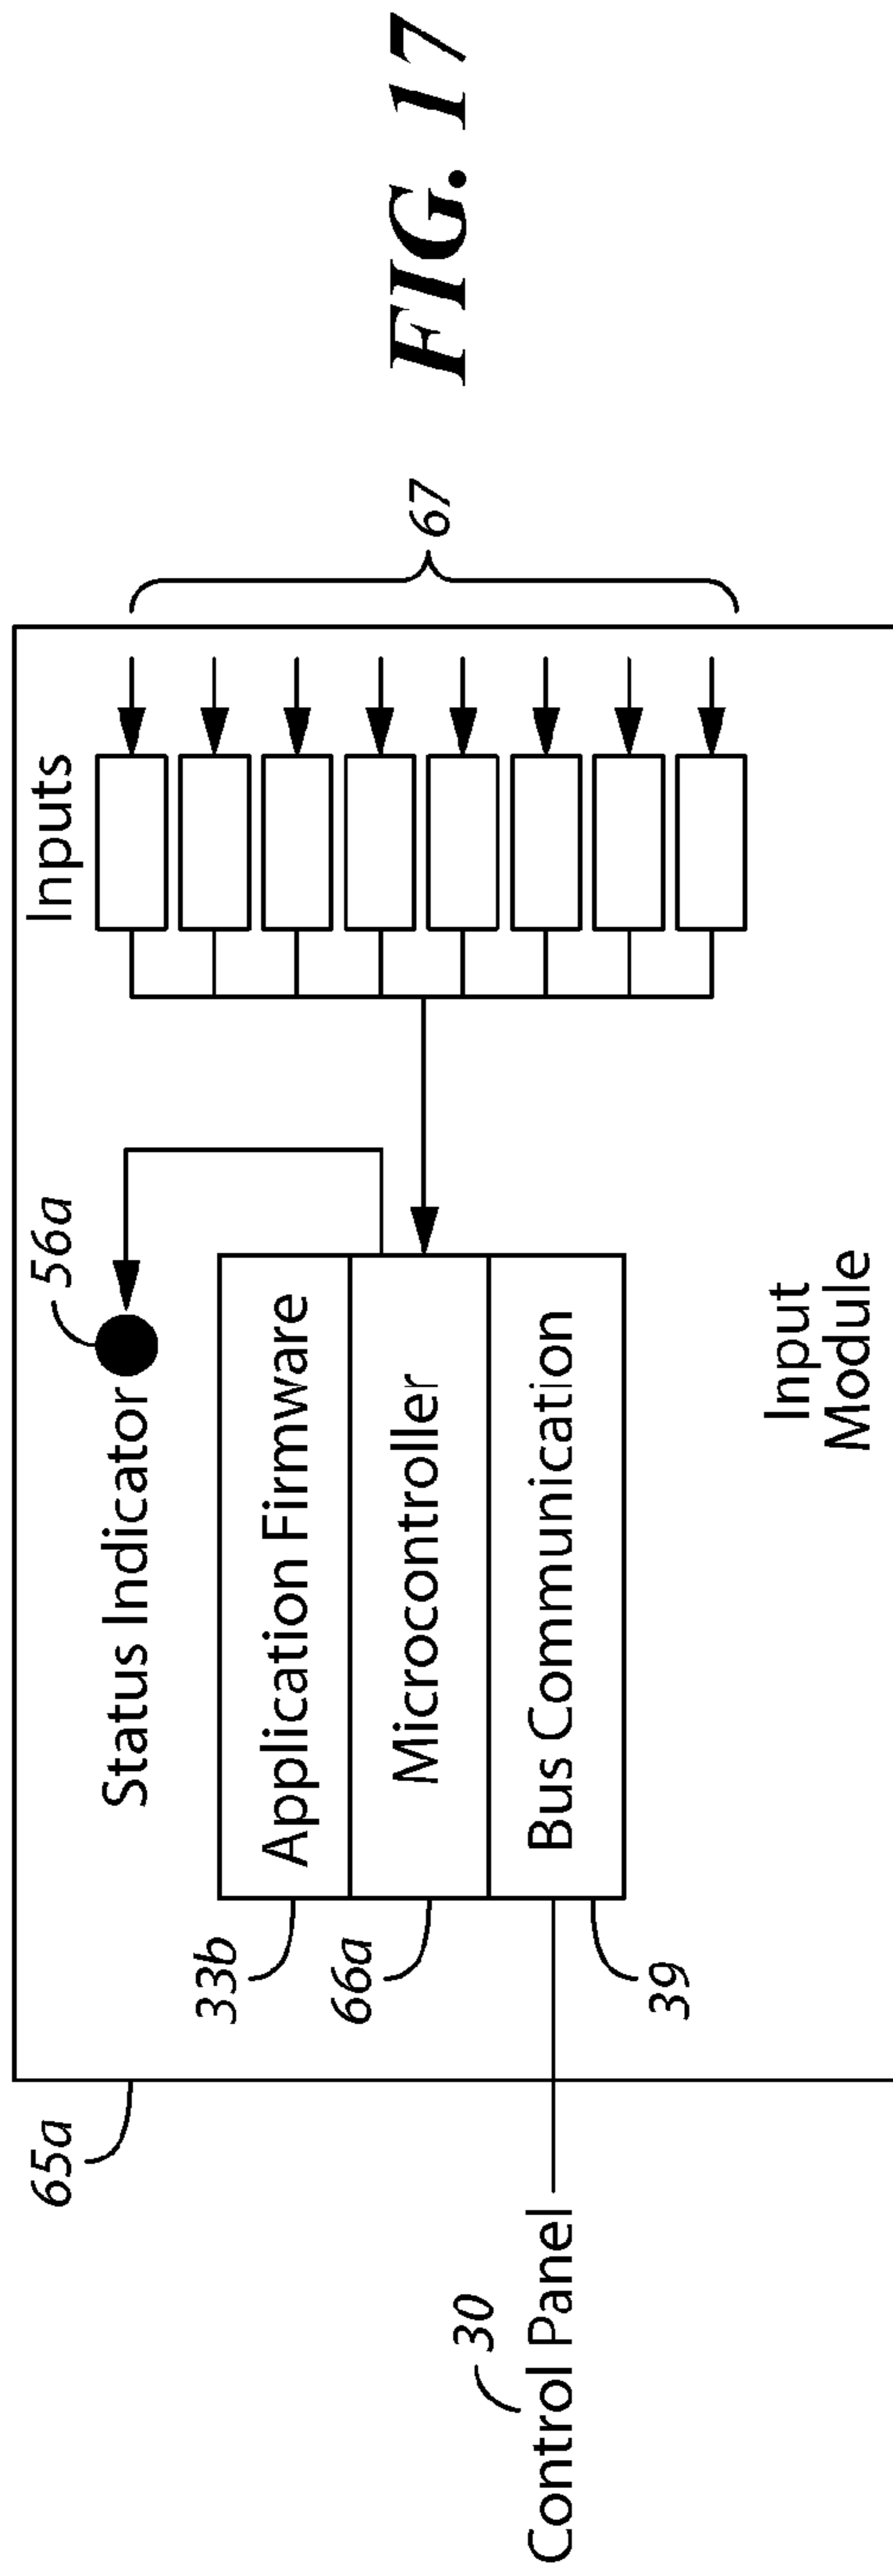 65a
Inputs
56a
Status Indicator
33b
Application Firmware
66a
Microcontroller
67
30
Control Panel
Bus Communication
39
Input
Module
FIG. 17